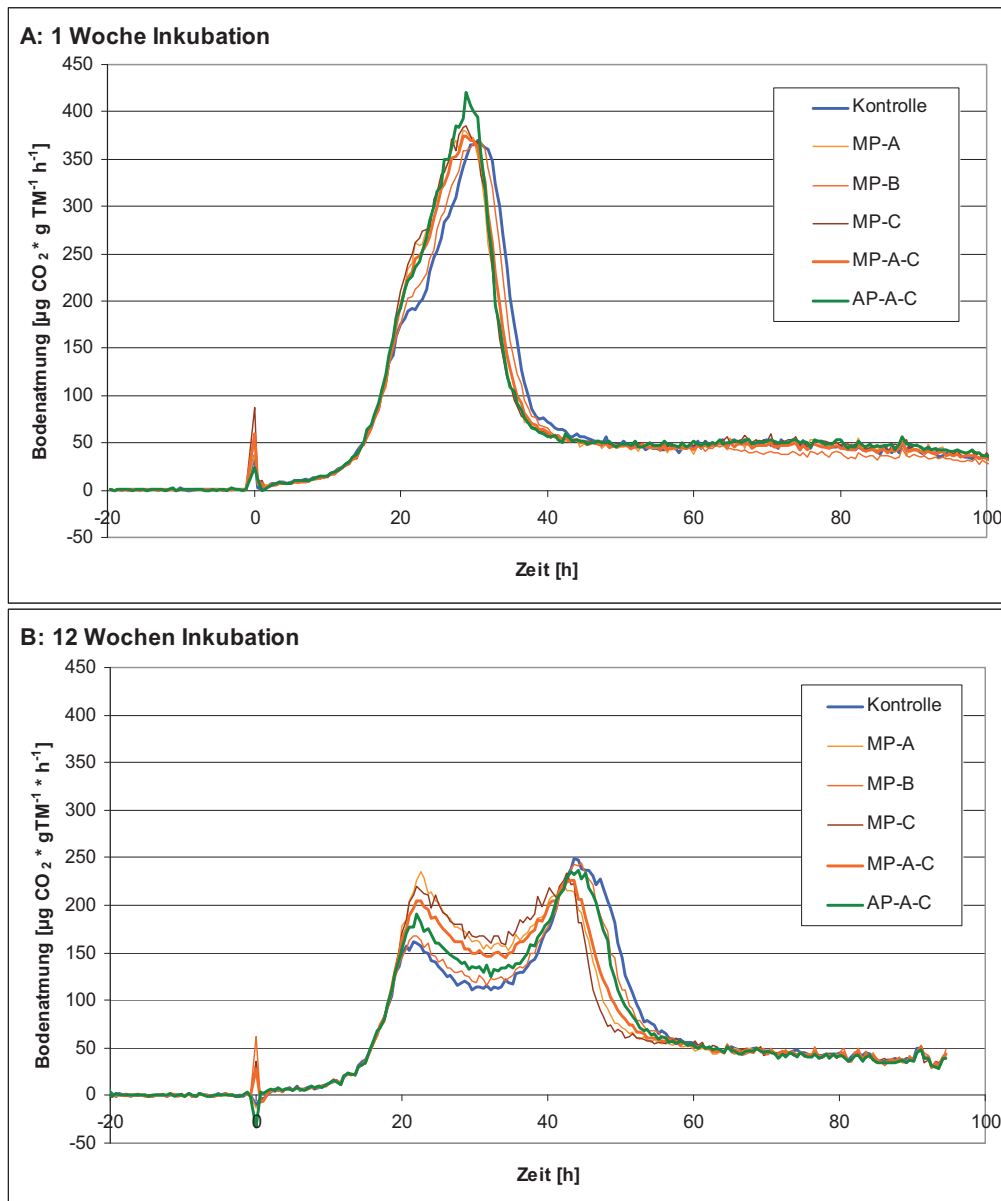 A: 1 Woche Inkubation
Bodenatmung [µg CO₂ * g TM⁻¹ h⁻¹]
450
400
350
300
250
200
150
100
50
0
-50
-20
0
20
40
60
80
100
Zeit [h]
Kontrolle
MP-A
MP-B
MP-C
MP-A-C
AP-A-C
B: 12 Wochen Inkubation
Bodenatmung [µg CO₂ * gTM⁻¹ * h⁻¹]
450
400
350
300
250
200
150
100
50
0
-50
-20
0
20
40
60
80
100
Zeit [h]
Kontrolle
MP-A
MP-B
MP-C
MP-A-C
AP-A-C